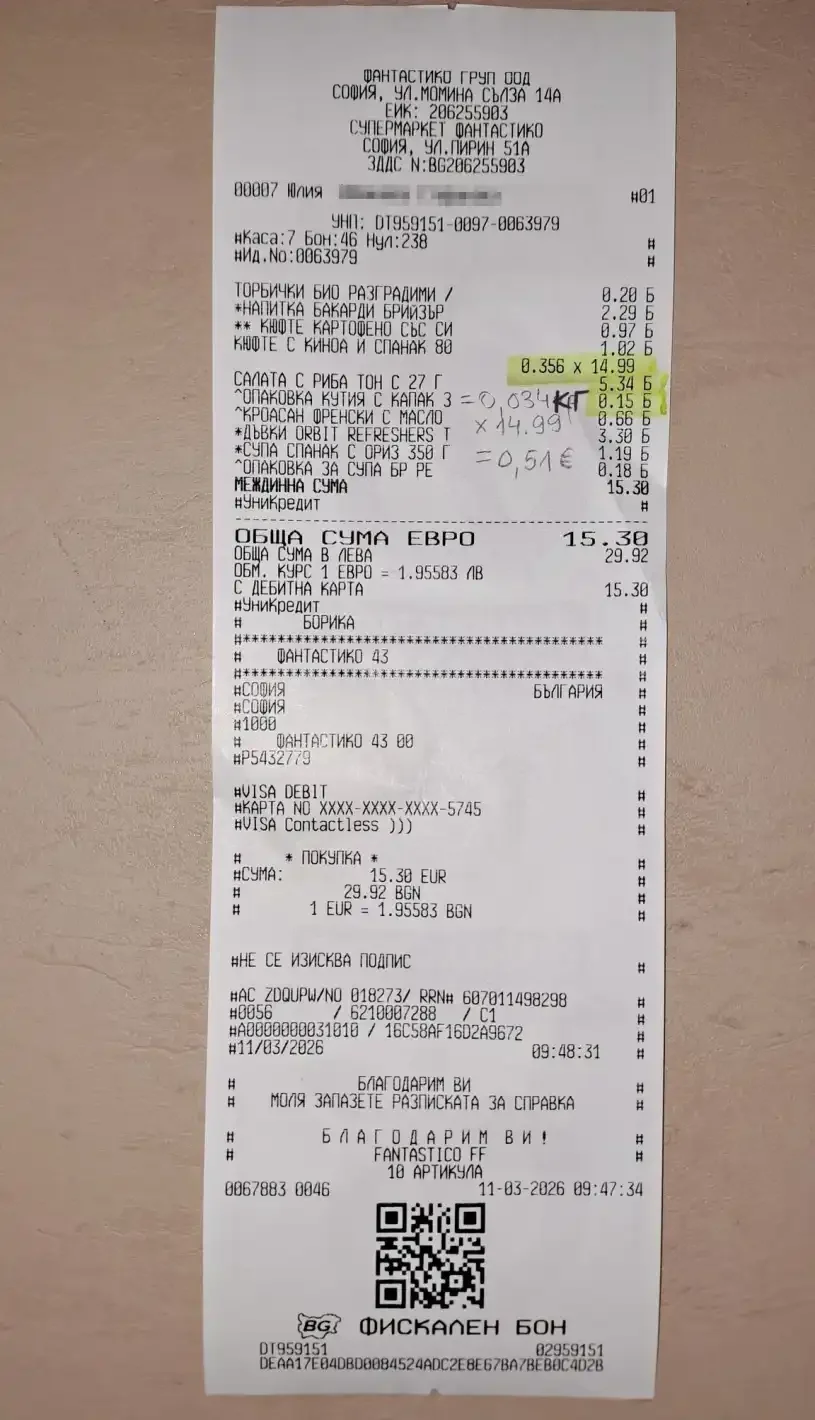 ФАНТАСТИКО ГРУП ООД
СОФИЯ, УЛ.МОМИНА СЪЛЗА 14А
ЕИК: 206255903
СУПЕРМАРКЕТ ФАНТАСТИКО
СОФИЯ, УЛ.ПИРИН 51А
ЗДДС N:BG206255903
00007 Юлия #01
УНП: DT959151-0097-0063979
#Каса:7 Бон:46 Нул:238 #
#Ид.No:0063979 #
ТОРБИЧКИ БИО РАЗГРАДИМИ / 0.20 Б
*НАПИТКА БАКАРДИ БРИЙЗЪР 2.29 Б
** КЮФТЕ КАРТОФЕНО СЪС СИ 0.97 Б
КЮФТЕ С КИНОА И СПАНАК 80 1.02 Б
0.356 x 14.99
САЛАТА С РИБА ТОН С 27 Г 5.34 Б
^ОПАКОВКА КУТИЯ С КАПАК 3 = 0,034 КГ 0.15 Б
^КРОАСАН ФРЕНСКИ С МАСЛО x 14.99 0.66 Б
*ДЪВКИ ORBIT REFRESHERS T 3.30 Б
*СУПА СПАНАК С ОРИЗ 350 Г = 0,51 € 1.19 Б
^ОПАКОВКА ЗА СУПА БР РЕ 0.18 Б
МЕЖДИННА СУМА 15.30
#УниКредит #
ОБЩА СУМА ЕВРО 15.30
ОБЩА СУМА В ЛЕВА 29.92
ОБМ. КУРС 1 ЕВРО = 1.95583 ЛВ
С ДЕБИТНА КАРТА 15.30
#УниКредит #
# БОРИКА #
#***************************************** #
# ФАНТАСТИКО 43 #
#***************************************** #
#СОФИЯ БЪЛГАРИЯ #
#СОФИЯ #
#1000 #
# ФАНТАСТИКО 43 00 #
#P5432779 #
#VISA DEBIT #
#КАРТА NO XXXX-XXXX-XXXX-5745 #
#VISA Contactless ))) #
# * ПОКУПКА * #
#СУМА: 15.30 EUR #
# 29.92 BGN #
# 1 EUR = 1.95583 BGN #
#НЕ СЕ ИЗИСКВА ПОДПИС #
#AC ZDQUPW/NO 018273/ RRN# 607011498298 #
#0056 / 6210007288 / C1 #
#A0000000031010 / 16C58AF16D2A9672 #
#11/03/2026 09:48:31 #
# БЛАГОДАРИМ ВИ #
# МОЛЯ ЗАПАЗЕТЕ РАЗПИСКАТА ЗА СПРАВКА #
# Б Л А Г О Д А Р И М В И ! #
# FANTASTICO FF #
10 АРТИКУЛА
0067883 0046 11-03-2026 09:47:34
BG ФИСКАЛЕН БОН
DT959151 02959151
DEAA17E04DBD0084524ADC2E8E67BA7BEB0C4D2B